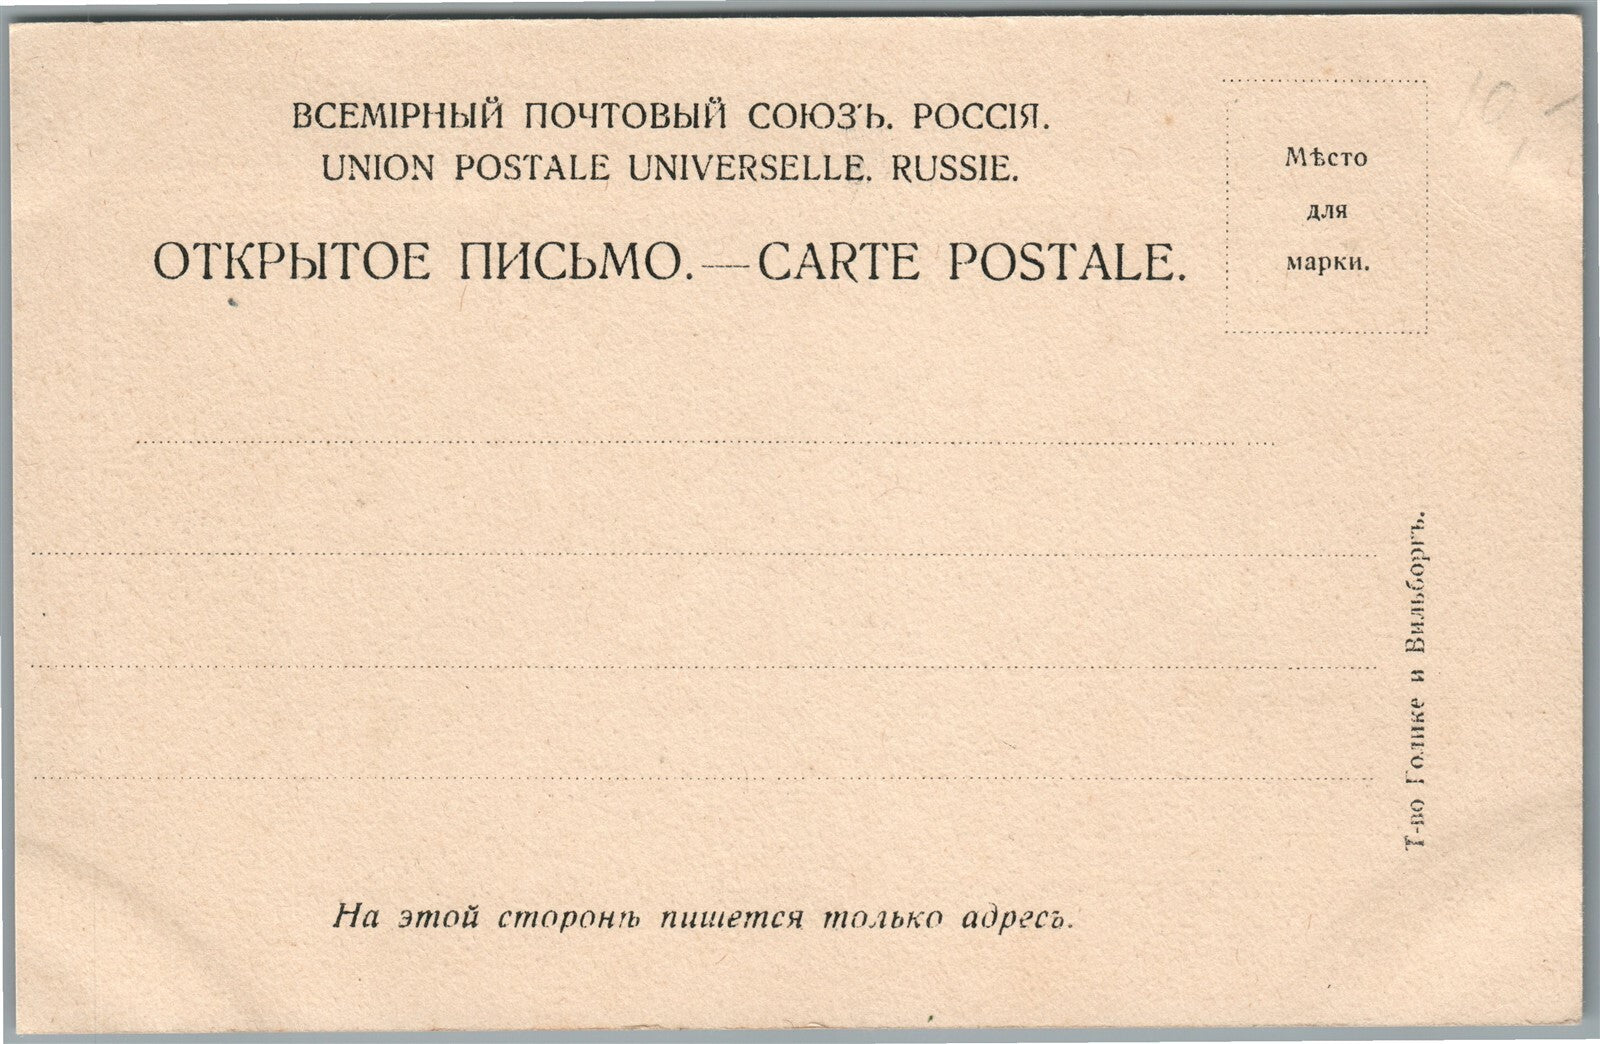 ВСЕМІРНЫЙ ПОЧТОВЫЙ СОЮЗЪ. РОССІЯ.
UNION POSTALE UNIVERSELLE. RUSSIE.
ОТКРЫТОЕ ПИСЬМО.—CARTE POSTALE.
Мѣсто
для
марки.
Т-во Голике и Вильборгъ.
На этой сторонѣ пишется только адресъ.